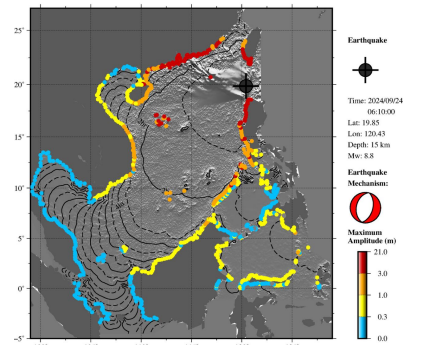 25°
20°
15°
10°
5°
0°
−5°
Earthquake
Time: 2024/09/24
06:10:00
Lat: 19.85
Lon: 120.43
Depth: 15 km
Mw: 8.8
Earthquake
Mechanism:
Maximum
Amplitude (m)
21.0
3.0
1.0
0.3
0.0